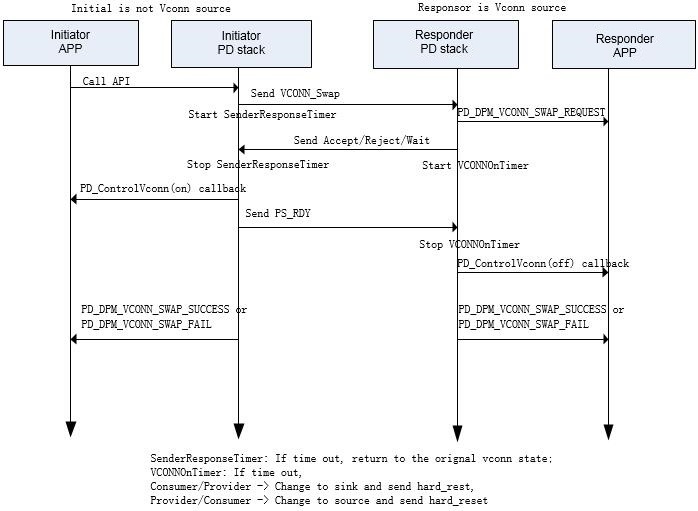 Initial is not Vconn source
Responsor is Vconn source
Initiator
APP
Initiator
PD stack
Responder
PD stack
Responder
APP
Call API
Send VCONN_Swap
Start SenderResponseTimer
PD_DPM_VCONN_SWAP_REQUEST
Send Accept/Reject/Wait
Stop SenderResponseTimer
Start VCONNOnTimer
PD_ControlVconn(on) callback
Send PS_RDY
Stop VCONNOnTimer
PD_ControlVconn(off) callback
PD_DPM_VCONN_SWAP_SUCCESS or
PD_DPM_VCONN_SWAP_FAIL
PD_DPM_VCONN_SWAP_SUCCESS or
PD_DPM_VCONN_SWAP_FAIL
SenderResponseTimer: If time out, return to the orignal vconn state;
VCONNOnTimer: If time out,
Consumer/Provider -> Change to sink and send hard_rest,
Provider/Consumer -> Change to source and send hard_reset